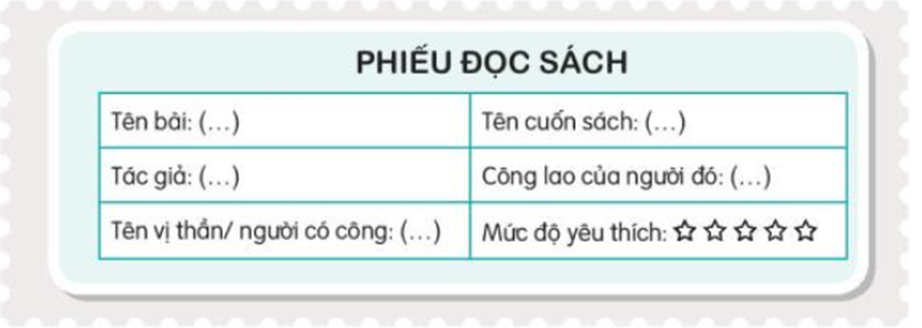 PHIẾU ĐỌC SÁCH
Tên bài: (...)
Tên cuốn sách: (...)
Tác giả: (...)
Công lao của người đó: (...)
Tên vị thần/ người có công: (...)
Mức độ yêu thích: ☆☆☆☆☆